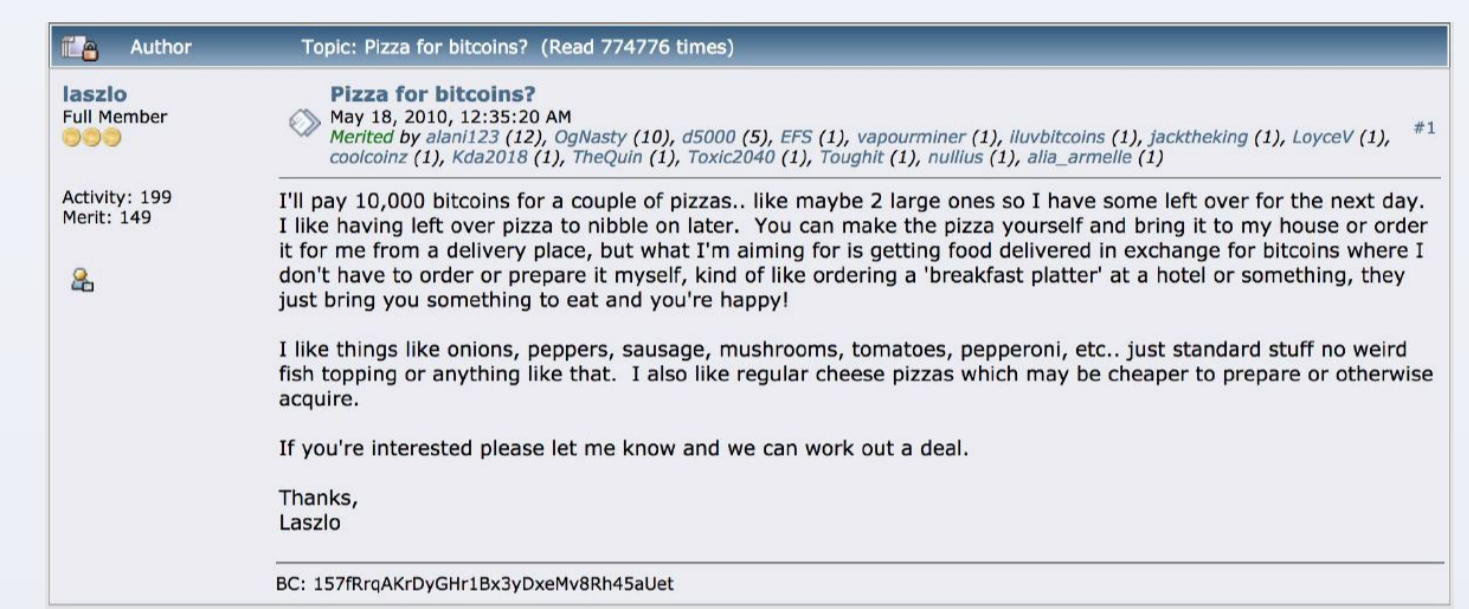 Author Topic: Pizza for bitcoins? (Read 774776 times)
laszlo
Full Member
Activity: 199
Merit: 149
Pizza for bitcoins?
May 18, 2010, 12:35:20 AM
Merited by alani123 (12), OgNasty (10), d5000 (5), EFS (1), vapourminer (1), iluvbitcoins (1), jacktheking (1), LoyceV (1),
coolcoinz (1), Kda2018 (1), TheQuin (1), Toxic2040 (1), Toughit (1), nullius (1), alia_armelle (1)
#1
I'll pay 10,000 bitcoins for a couple of pizzas.. like maybe 2 large ones so I have some left over for the next day.
I like having left over pizza to nibble on later. You can make the pizza yourself and bring it to my house or order
it for me from a delivery place, but what I'm aiming for is getting food delivered in exchange for bitcoins where I
don't have to order or prepare it myself, kind of like ordering a 'breakfast platter' at a hotel or something, they
just bring you something to eat and you're happy!
I like things like onions, peppers, sausage, mushrooms, tomatoes, pepperoni, etc.. just standard stuff no weird
fish topping or anything like that. I also like regular cheese pizzas which may be cheaper to prepare or otherwise
acquire.
If you're interested please let me know and we can work out a deal.
Thanks,
Laszlo
BC: 157fRrqAKrDyGHr1Bx3yDxeMv8Rh45aUet